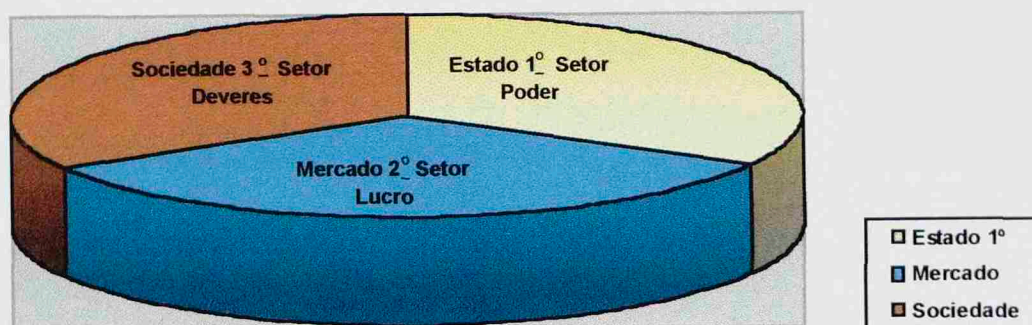 Sociedade 3º Setor
Deveres
Estado 1º Setor
Poder
Mercado 2º Setor
Lucro
Estado 1º
Mercado
Sociedade